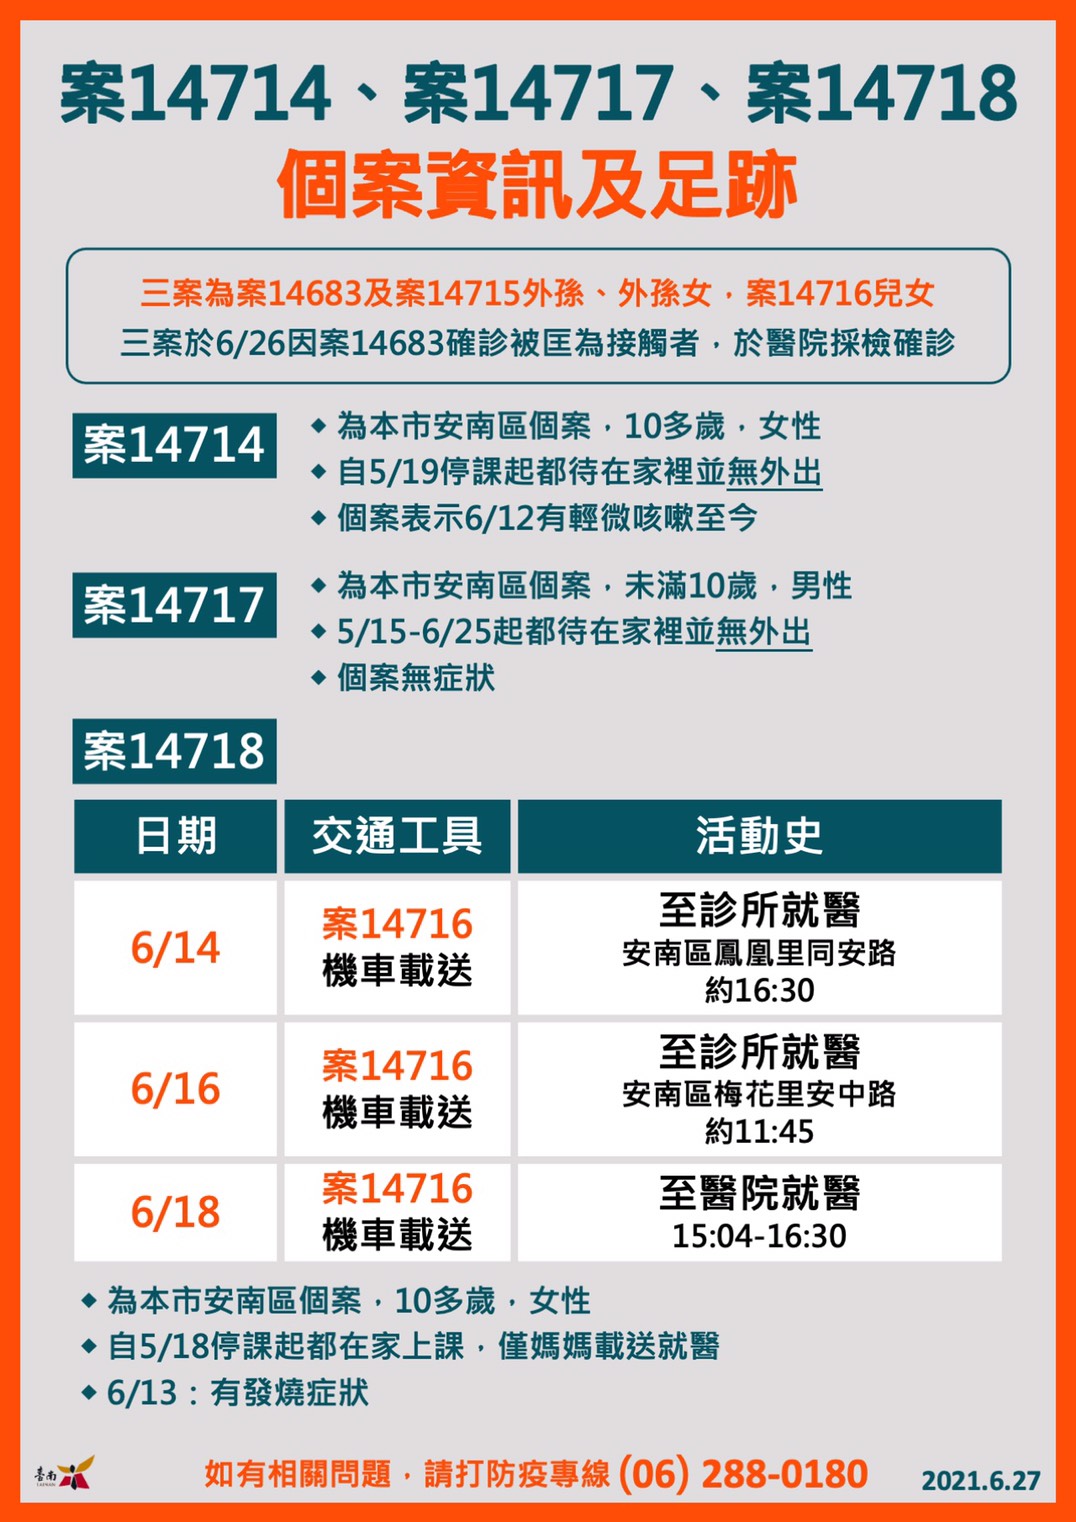 案14714、案14717、案14718
個案資訊及足跡
三案為案14683及案14715外孫、外孫女，案14716兒女
三案於6/26因案14683確診被匡為接觸者，於醫院採檢確診
案14714
◆ 為本市安南區個案，10多歲，女性
◆ 自5/19停課起都待在家裡並無外出
◆ 個案表示6/12有輕微咳嗽至今
案14717
◆ 為本市安南區個案，未滿10歲，男性
◆ 5/15-6/25起都待在家裡並無外出
◆ 個案無症狀
案14718
日期 交通工具 活動史
6/14
案14716
機車載送
至診所就醫
安南區鳳凰里同安路
約16:30
6/16
案14716
機車載送
至診所就醫
安南區梅花里安中路
約11:45
6/18
案14716
機車載送
至醫院就醫
15:04-16:30
◆ 為本市安南區個案，10多歲，女性
◆ 自5/18停課起都在家上課，僅媽媽載送就醫
◆ 6/13：有發燒症狀
臺南
TAINAN
如有相關問題，請打防疫專線 (06) 288-0180
2021.6.27